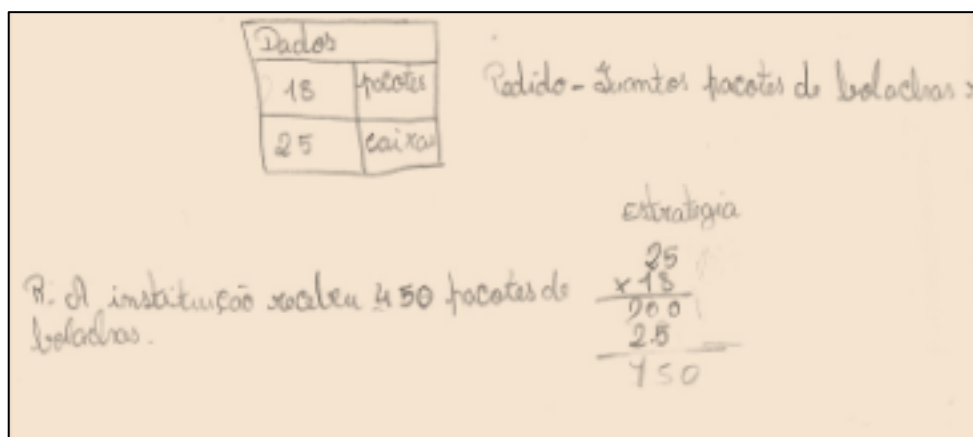 Dados
18 pacotes
25 caixas
Pedido - Quantos pacotes de bolachas
Estratégia
25
x 18
200
25
450
R. A instituição recebeu 450 pacotes de
bolachas.